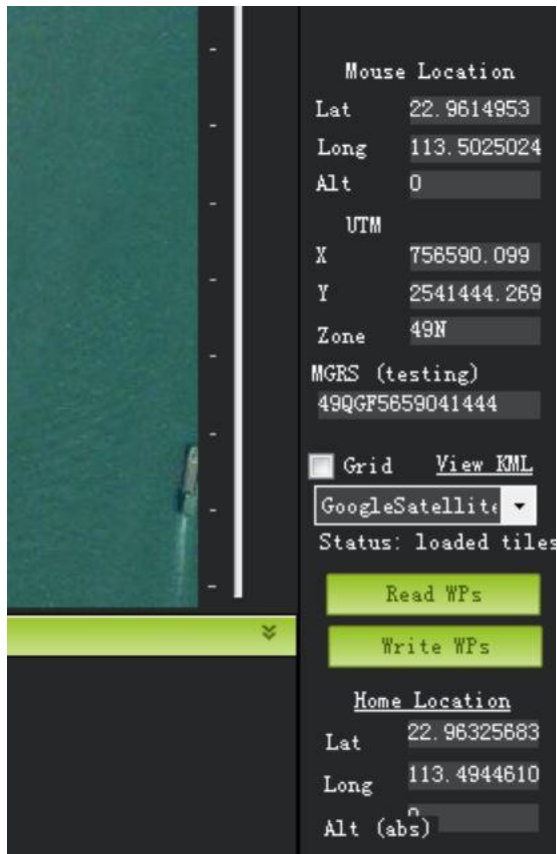 Mouse Location
Lat 22.9614953
Long 113.5025024
Alt 0
UTM
X 756590.099
Y 2541444.269
Zone 49N
MGRS (testing)
49QGF5659041444
Grid View KML
GoogleSatellite
Status: loaded tiles
Read WPs
Write WPs
Home Location
Lat 22.96325683
Long 113.4944610
Alt (abs)